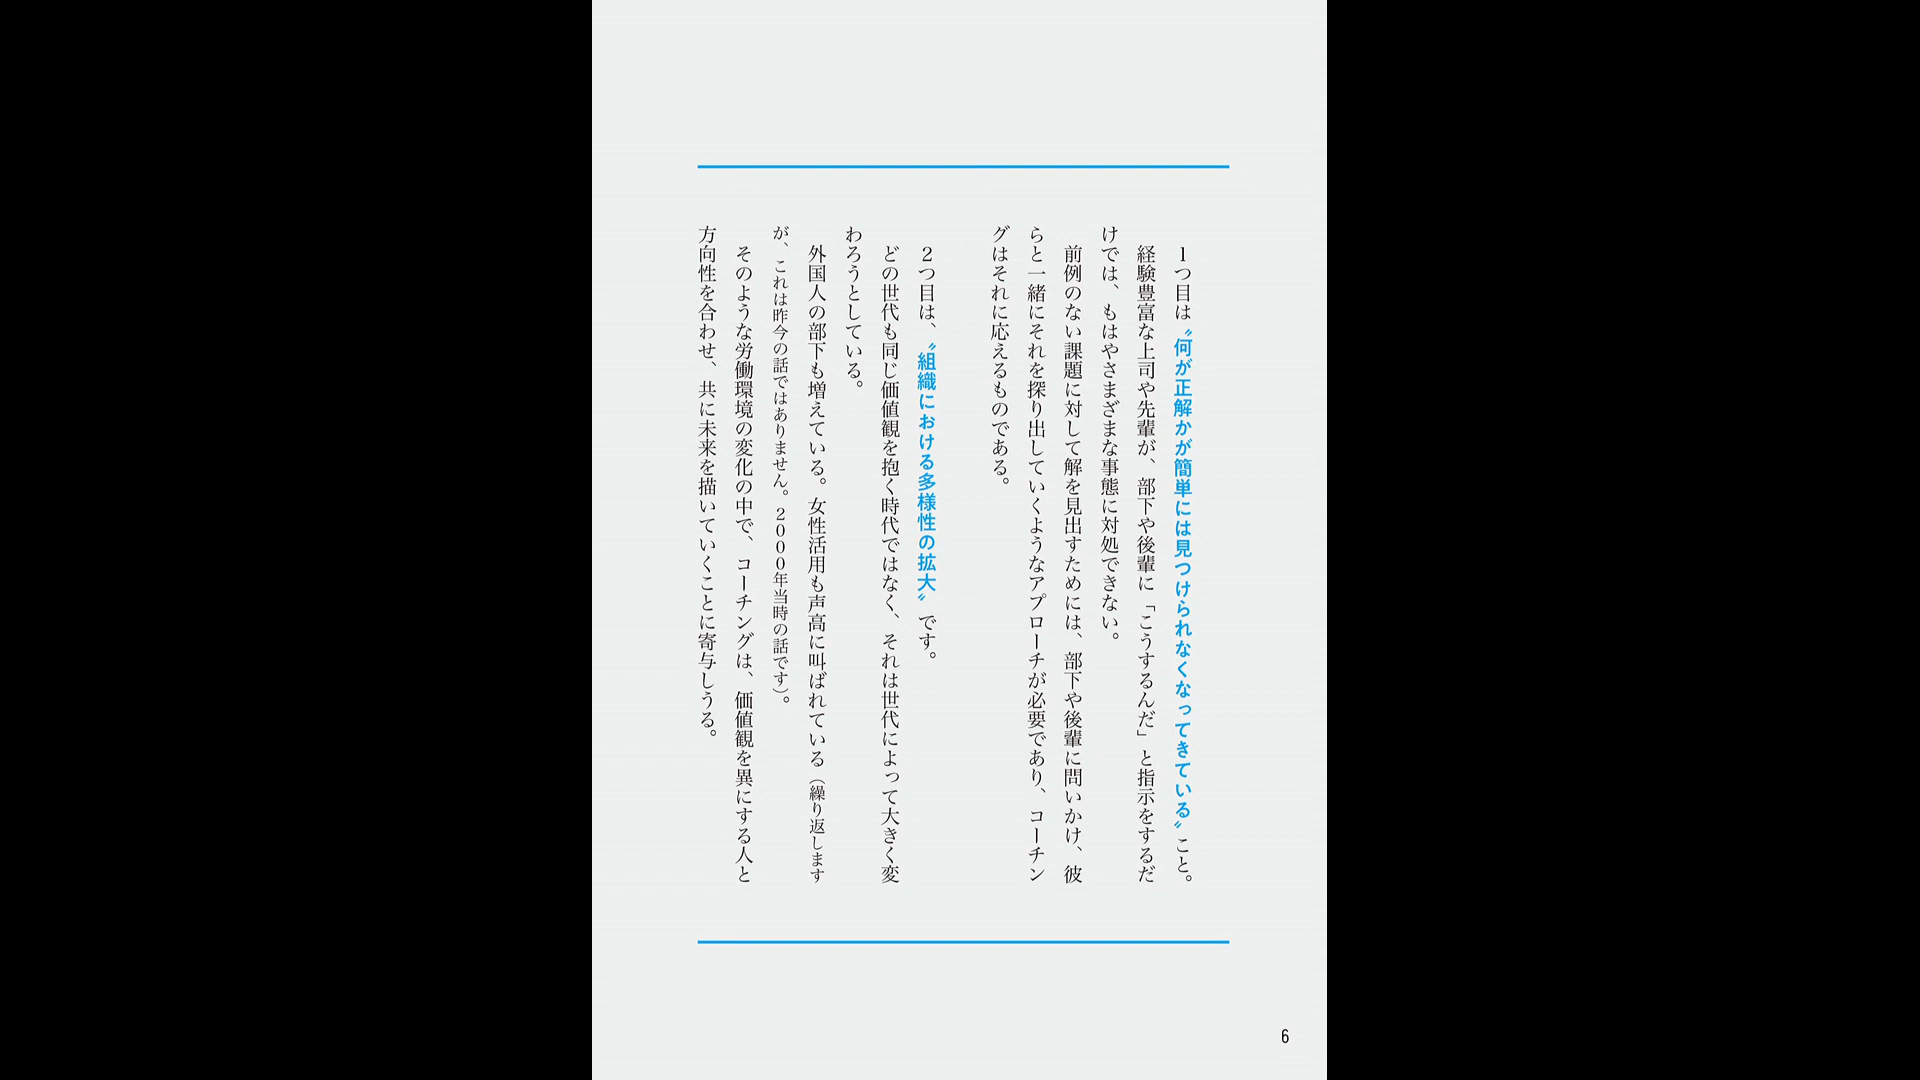 1つ目は〝何が正解かが簡単には見つけられなくなってきている〟こと。
経験豊富な上司や先輩が、部下や後輩に「こうするんだ」と指示をするだ
けでは、もはやさまざまな事態に対処できない。
前例のない課題に対して解を見出すためには、部下や後輩に問いかけ、彼
らと一緒にそれを探り出していくようなアプローチが必要であり、コーチン
グはそれに応えるものである。
2つ目は、〝組織における多様性の拡大〟です。
どの世代も同じ価値観を抱く時代ではなく、それは世代によって大きく変
わろうとしている。
外国人の部下も増えている。女性活用も声高に叫ばれている(繰り返します
が、これは昨今の話ではありません。2000年当時の話です)。
そのような労働環境の変化の中で、コーチングは、価値観を異にする人と
方向性を合わせ、共に未来を描いていくことに寄与しうる。
6